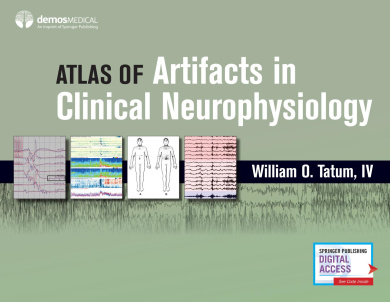 demosMEDICAL
An Imprint of Springer Publishing
ATLAS OF Artifacts in
Clinical Neurophysiology
William O. Tatum, IV
SPRINGER PUBLISHING
DIGITAL
ACCESS
See Code Inside